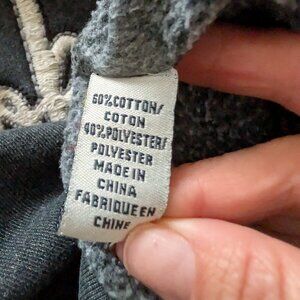 60%COTTON/
COTON
40%POLYESTER/
POLYESTER
MADE IN
CHINA
FABRIQUE EN
CHINE